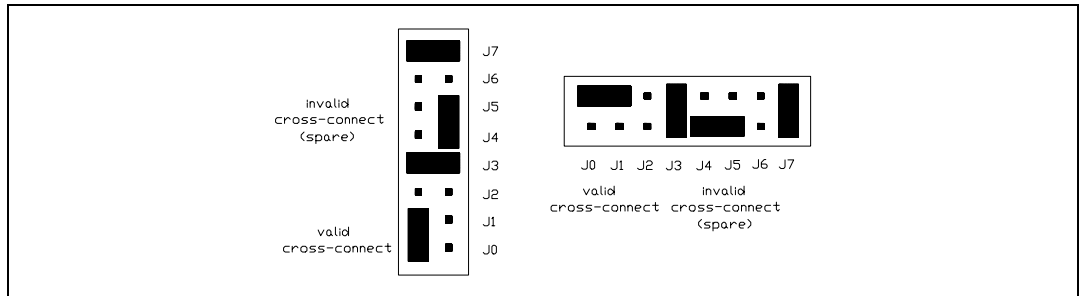 J7
J6
invalid
cross-connect
(spare)
J5
J4
J3
J2
valid
cross-connect
J1
J0
J0 J1 J2 J3 J4 J5 J6 J7
valid
cross-connect
invalid
cross-connect
(spare)